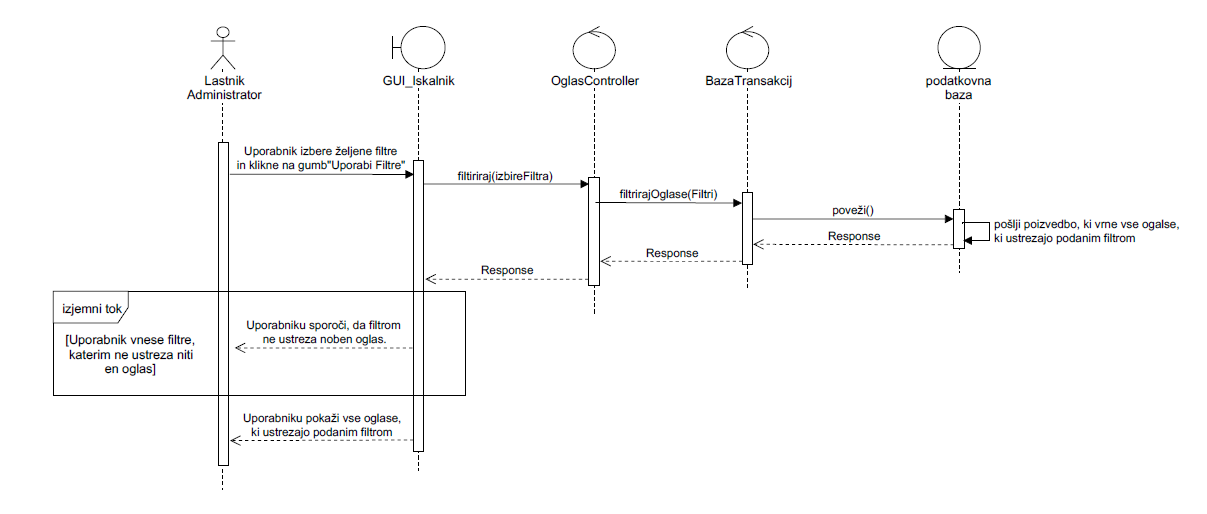 Lastnik
Administrator
GUI_Iskalnik
OglasController
BazaTransakcij
podatkovna
baza
Uporabnik izbere željene filtre
in klikne na gumb"Uporabi Filtre"
filtiriraj(izbireFiltra)
filtrirajOglase(Filtri)
poveži()
pošlji poizvedbo, ki vrne vse ogalse,
ki ustrezajo podanim filtrom
Response
Response
Response
izjemni tok
[Uporabnik vnese filtre,
katerim ne ustreza niti
en oglas]
Uporabniku sporoči, da filtrom
ne ustreza noben oglas.
Uporabniku pokaži vse oglase,
ki ustrezajo podanim filtrom